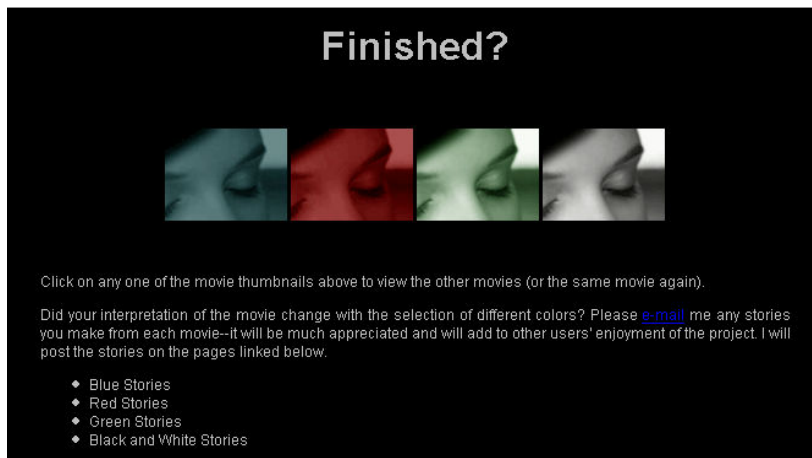 Finished?
Click on any one of the movie thumbnails above to view the other movies (or the same movie again).
Did your interpretation of the movie change with the selection of different colors? Please e-mail me any stories
you make from each movie--it will be much appreciated and will add to other users' enjoyment of the project. I will
post the stories on the pages linked below.
Blue Stories
Red Stories
Green Stories
Black and White Stories